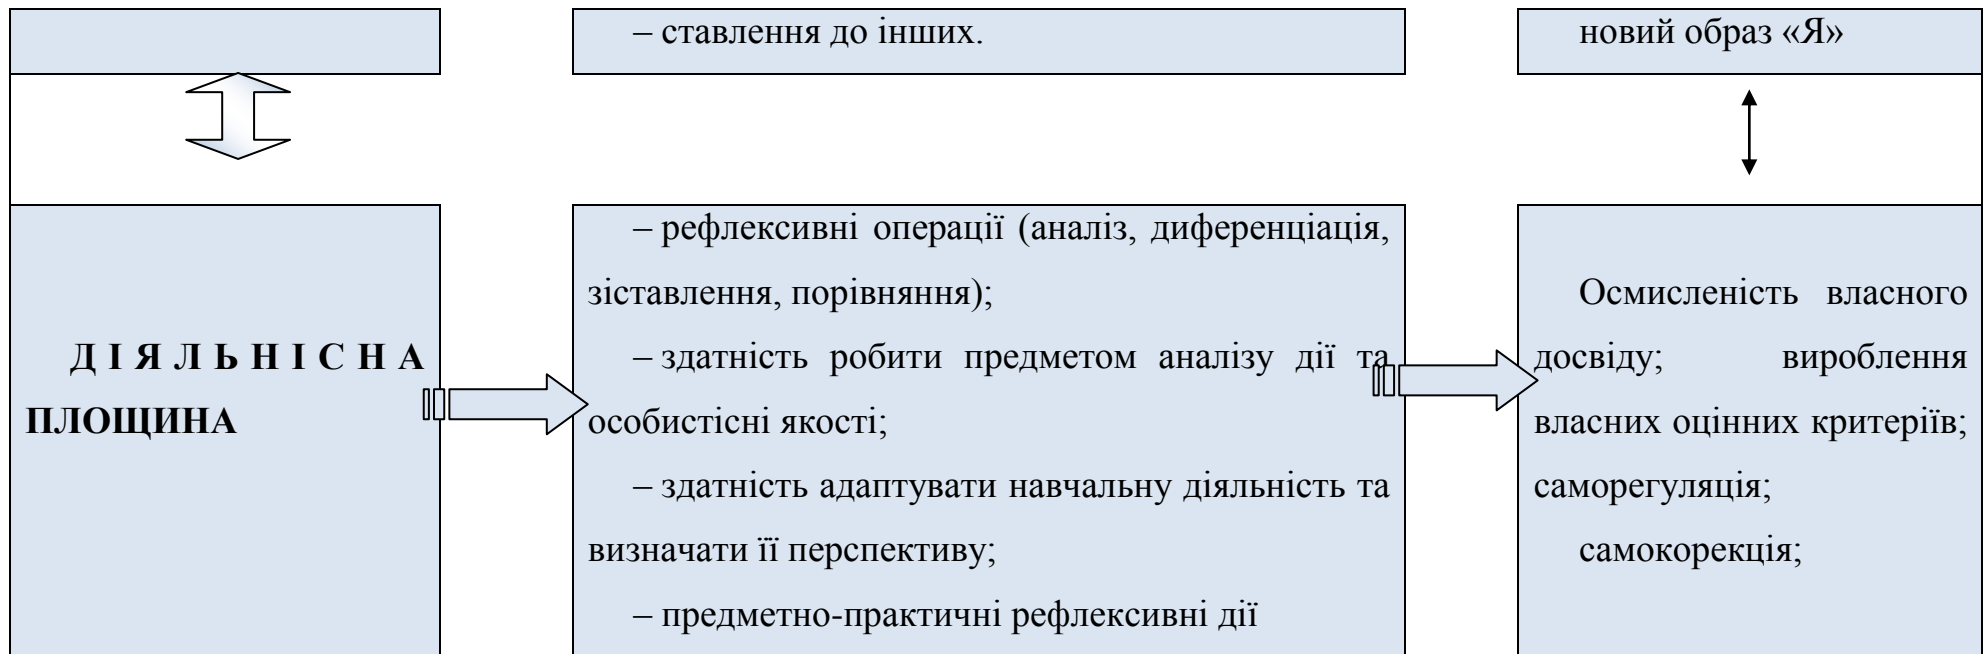 – ставлення до інших.
новий образ «Я»
ДІЯЛЬНІСНА
ПЛОЩИНА
– рефлексивні операції (аналіз, диференціація,
зіставлення, порівняння);
– здатність робити предметом аналізу дії та
особистісні якості;
– здатність адаптувати навчальну діяльність та
визначати її перспективу;
– предметно-практичні рефлексивні дії
Осмисленість власного
досвіду; вироблення
власних оцінних критеріїв;
саморегуляція;
самокорекція;